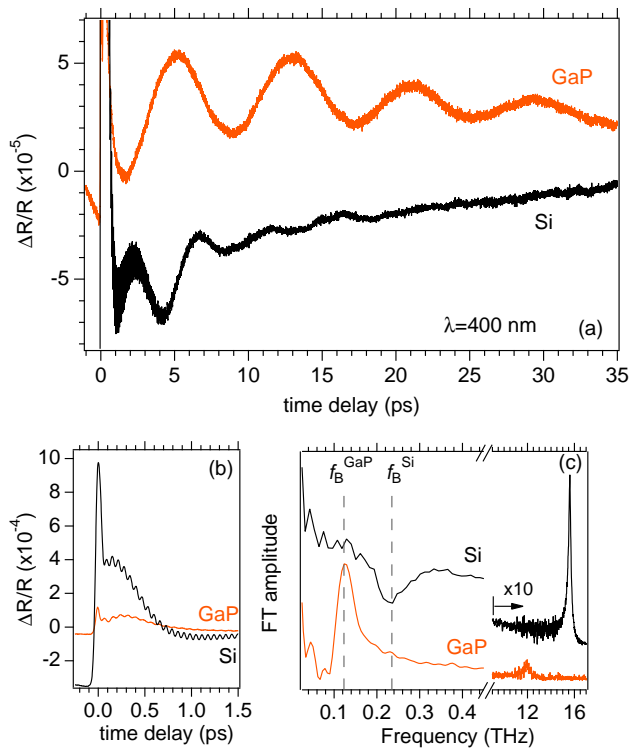 5
0
-5
ΔR/R (x10⁻⁵)
GaP
Si
λ=400 nm
(a)
0 5 10 15 20 25 30 35
time delay (ps)
10
8
6
4
2
0
-2
ΔR/R (x10⁻⁴)
(b)
GaP
Si
0.0 0.5 1.0 1.5
time delay (ps)
f_B^GaP f_B^Si
(c)
FT amplitude
Si
x10
GaP
0.1 0.2 0.3 0.4 12 16
Frequency (THz)